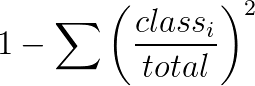 1 - ∑ (class_i / total)^2